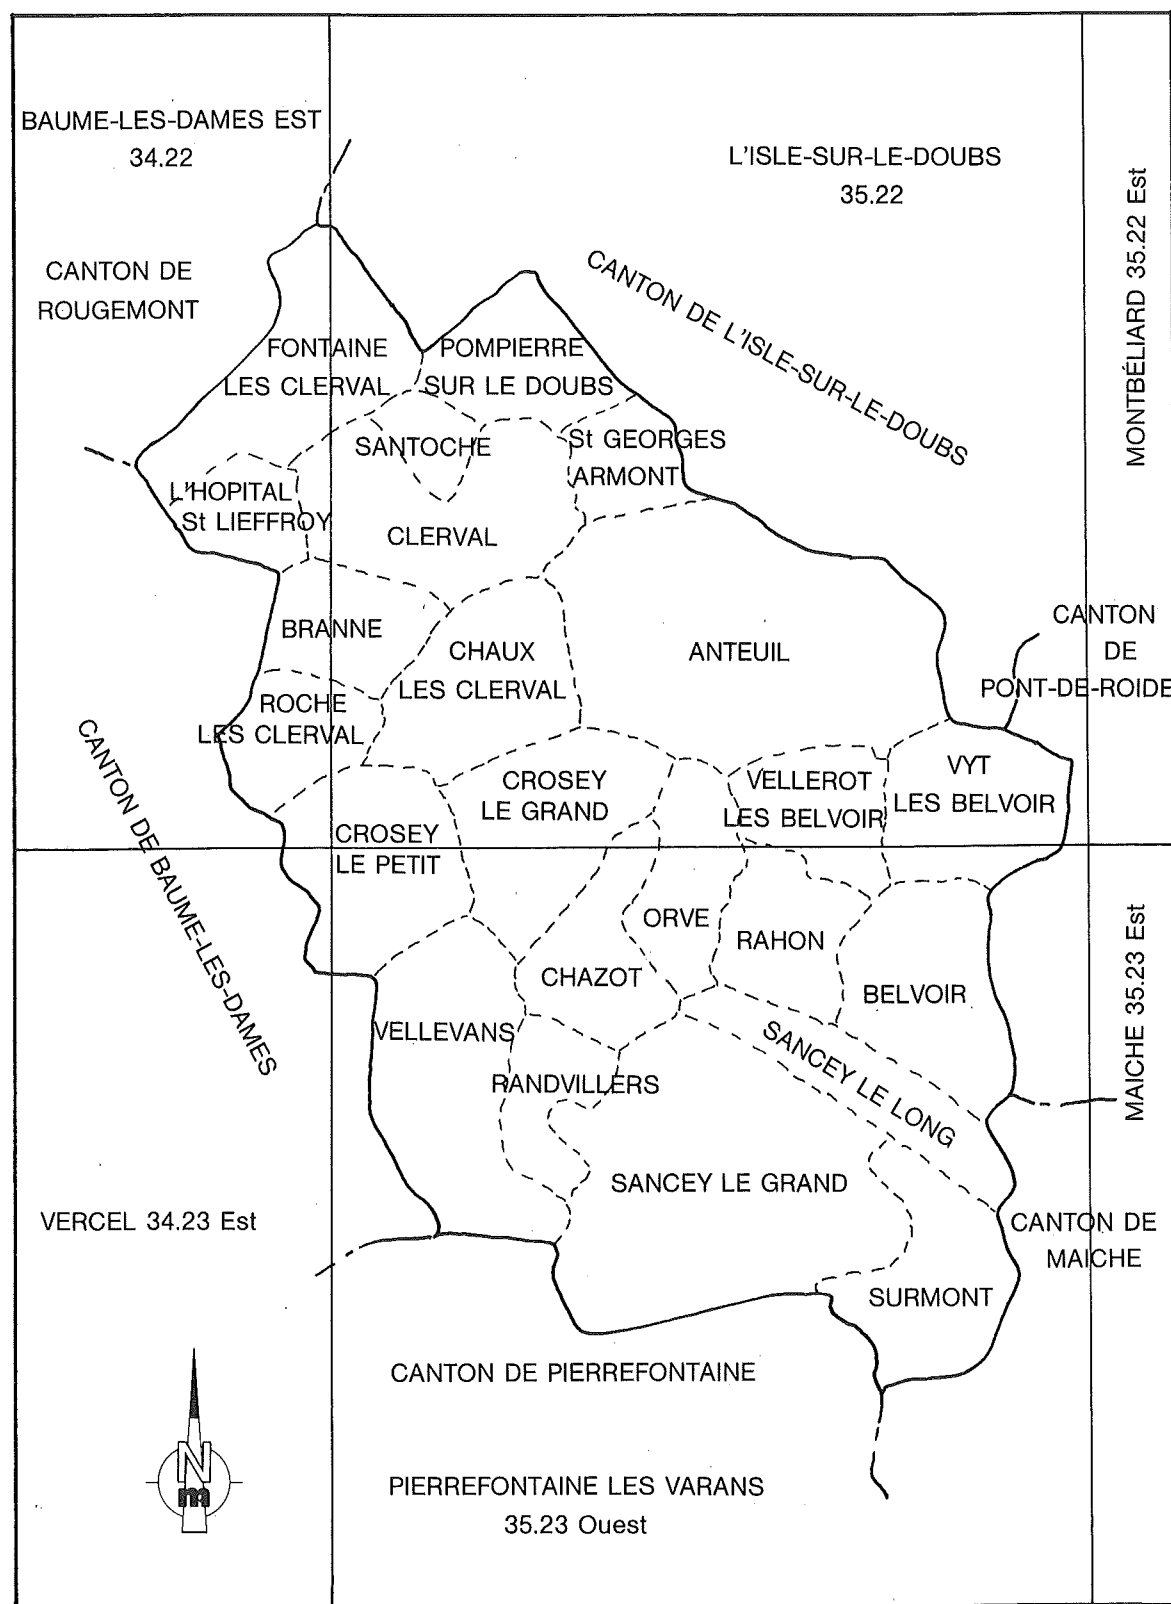 BAUME-LES-DAMES EST
34.22
L'ISLE-SUR-LE-DOUBS
35.22
MONTBÉLIARD 35.22 Est
CANTON DE
ROUGEMONT
CANTON DE L'ISLE-SUR-LE-DOUBS
FONTAINE
LES CLERVAL
POMPIERRE
SUR LE DOUBS
SANTOCHE
St GEORGES
ARMONT
L'HOPITAL
St LIEFFROY
CLERVAL
BRANNE
CHAUX
LES CLERVAL
ANTEUIL
CANTON
DE
PONT-DE-ROIDE
ROCHE
LES CLERVAL
CANTON DE BAUME-LES-DAMES
CROSEY
LE GRAND
VELLEROT
LES BELVOIR
VYT
LES BELVOIR
CROSEY
LE PETIT
ORVE
RAHON
CHAZOT
BELVOIR
MAICHE 35.23 Est
VELLEVANS
SANCEY LE LONG
RANDVILLERS
SANCEY LE GRAND
VERCEL 34.23 Est
CANTON DE
MAICHE
SURMONT
CANTON DE PIERREFONTAINE
N
m
PIERREFONTAINE LES VARANS
35.23 Ouest